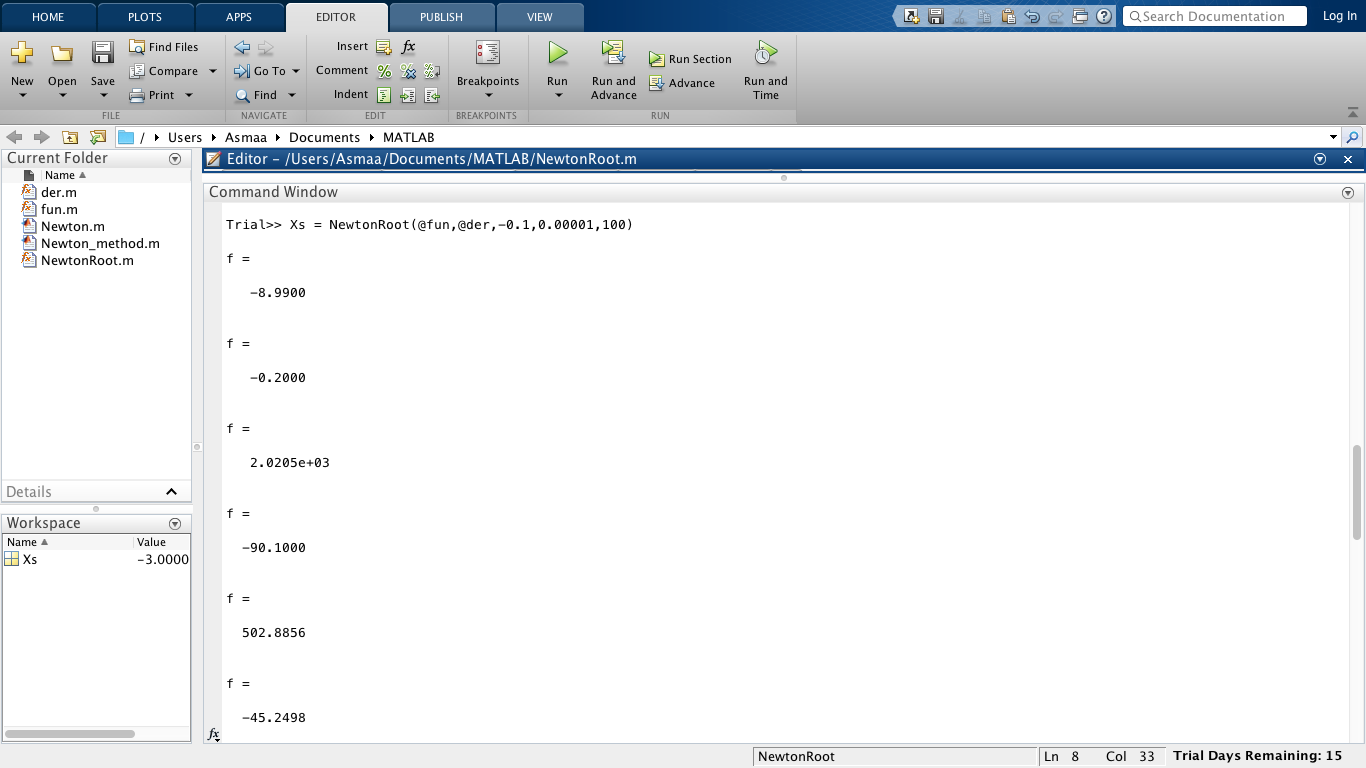 HOME PLOTS APPS EDITOR PUBLISH VIEW Search Documentation Log In
New Open Save Find Files Compare Print
Go To Find
Insert fx
Comment
Indent
Breakpoints
Run Run and Advance Run Section Advance Run and Time
FILE NAVIGATE EDIT BREAKPOINTS RUN
/ Users Asmaa Documents MATLAB
Current Folder
Name
der.m
fun.m
Newton.m
Newton_method.m
NewtonRoot.m
Details
Workspace
Name Value
Xs -3.0000
Editor – /Users/Asmaa/Documents/MATLAB/NewtonRoot.m
Command Window
Trial>> Xs = NewtonRoot(@fun,@der,-0.1,0.00001,100)
f =
-8.9900
f =
-0.2000
f =
2.0205e+03
f =
-90.1000
f =
502.8856
f =
-45.2498
fx
NewtonRoot Ln 8 Col 33 Trial Days Remaining: 15